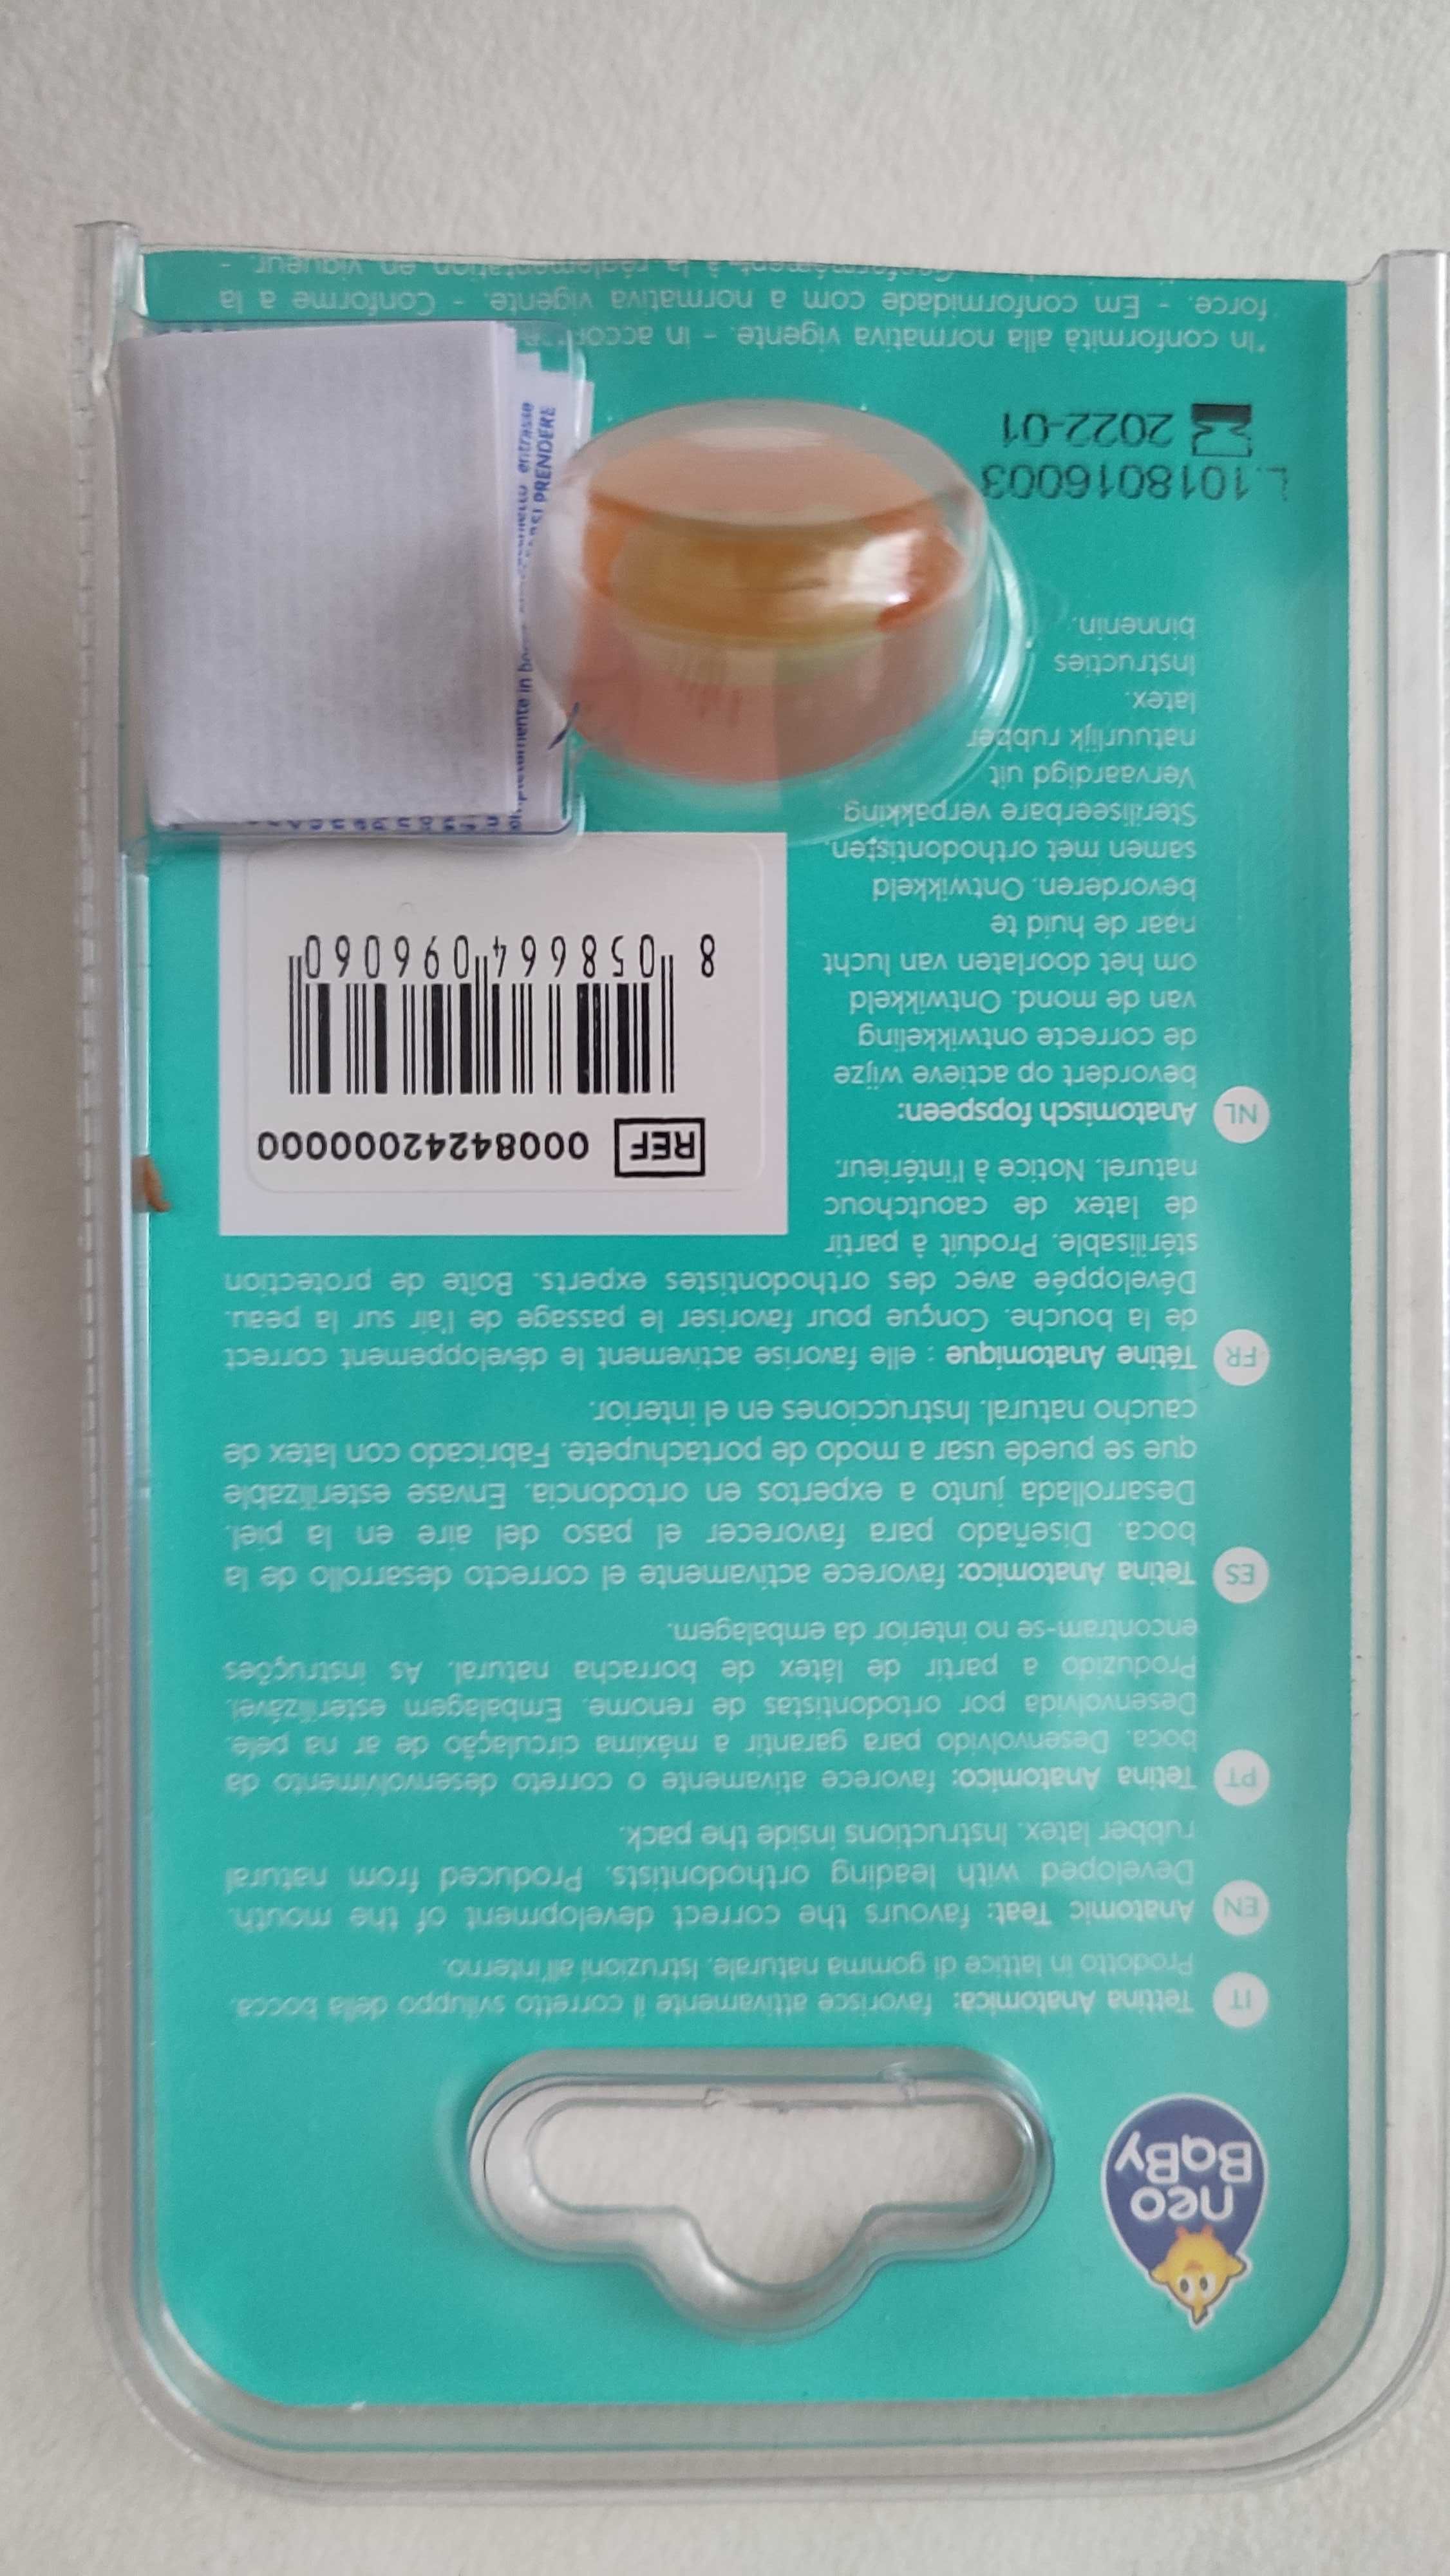 neo
BaBy
IT
Tettina Anatomica: favorisce attivamente il corretto sviluppo della bocca.
Prodotto in lattice di gomma naturale. Istruzioni all'interno.
EN
Anatomic Teat: favours the correct development of the mouth.
Developed with leading orthodontists. Produced from natural
rubber latex. Instructions inside the pack.
PT
Tetina Anatomico: favorece ativamente o correto desenvolvimento da
boca. Desenvolvido para garantir a máxima circulação de ar na pele.
Desenvolvida por ortodontistas de renome. Embalagem esterilizável.
Produzido a partir de látex de borracha natural. As instruções
encontram-se no interior da embalagem.
ES
Tetina Anatomico: favorece activamente el correcto desarrollo de la
boca. Diseñado para favorecer el paso del aire en la piel.
Desarrollada junto a expertos en ortodoncia. Envase esterilizable
que se puede usar a modo de portachupete. Fabricado con latex de
caucho natural. Instrucciones en el interior.
FR
Tétine Anatomique : elle favorise activement le développement correct
de la bouche. Conçue pour favoriser le passage de l'air sur la peau.
Développée avec des orthodontistes experts. Boîte de protection
stérilisable. Produit à partir
de latex de caoutchouc
naturel. Notice à l'intérieur.
NL
Anatomisch fopspeen:
bevordert op actieve wijze
de correcte ontwikkeling
van de mond. Ontwikkeld
om het doorlaten van lucht
naar de huid te
bevorderen. Ontwikkeld
samen met orthodontisten.
Steriliseerbare verpakking.
Vervaardigd uit
natuurlijk rubber
latex.
Instructies
binnenin.
REF 00084242000000
8 058664 096060
L.1018016003
2022-01
*In conformità alla normativa vigente. - In accor
force. - Em conformidade com a normativa vigente. - Conforme a la
à la réglementation en vigueur. -
SI PRENDERE
entrasse